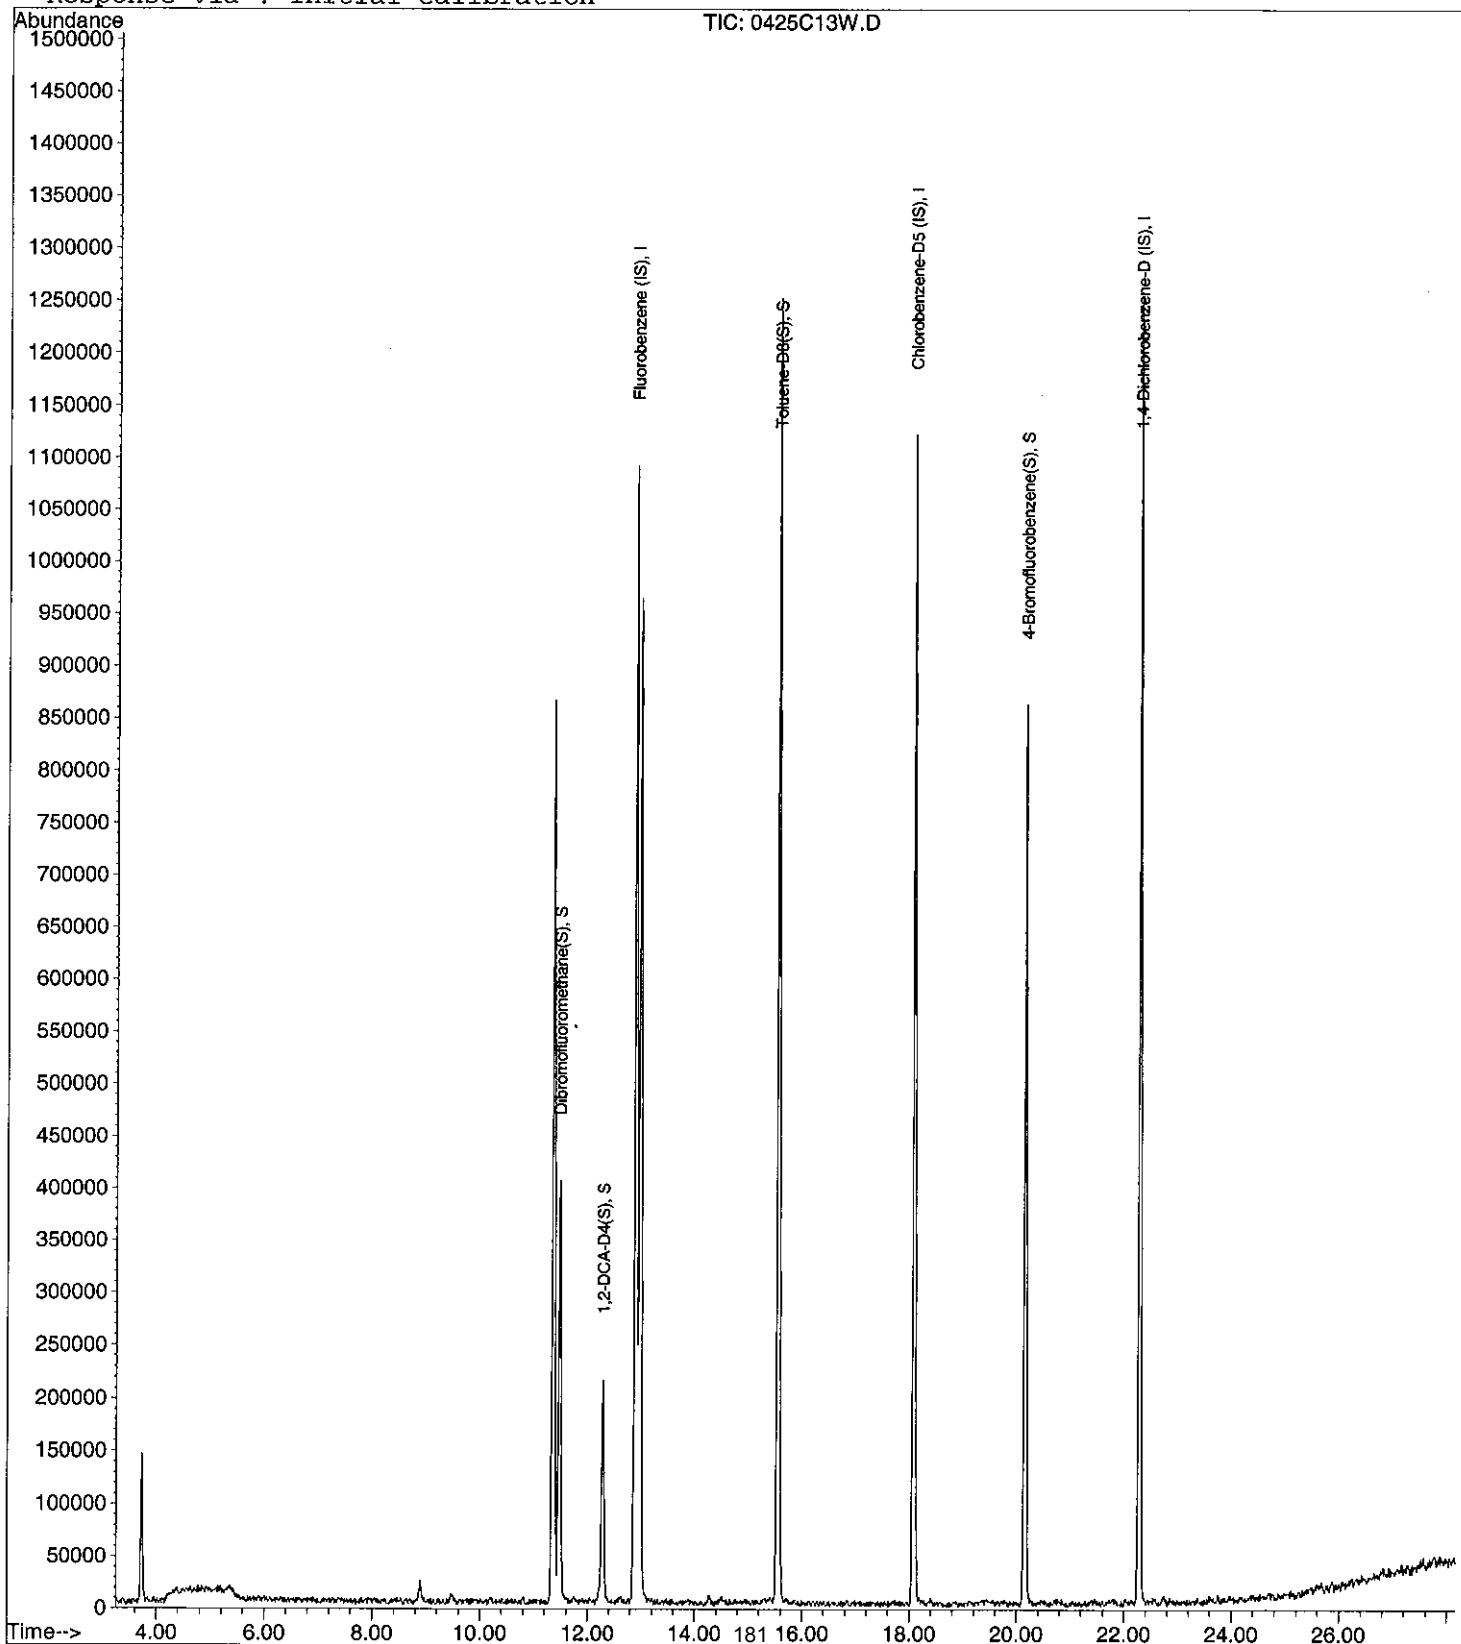 Response via : Initial Calibration
Abundance
TIC: 0425C13W.D
1500000
1450000
1400000
1350000
1300000
1250000
1200000
1150000
1100000
1050000
1000000
950000
900000
850000
800000
750000
700000
650000
600000
550000
500000
450000
400000
350000
300000
250000
200000
150000
100000
50000
0
Dibromofluoromethane(S), S
1,2-DCA-D4(S), S
Fluorobenzene (IS), I
Toluene-D8(S), S
Chlorobenzene-D5 (IS), I
4-Bromofluorobenzene(S), S
1,4-Dichlorobenzene-D (IS), I
Time--> 4.00 6.00 8.00 10.00 12.00 14.00 16.00 18.00 20.00 22.00 24.00 26.00
181